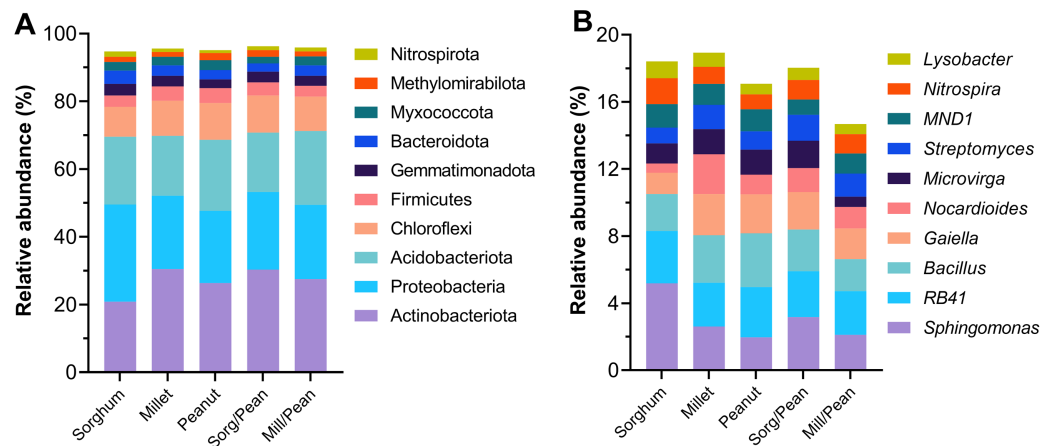 A
Relative abundance (%)
100
80
60
40
20
0
Sorghum
Millet
Peanut
Sorg/Pean
Mill/Pean
Nitrospirota
Methylomirabilota
Myxococcota
Bacteroidota
Gemmatimonadota
Firmicutes
Chloroflexi
Acidobacteriota
Proteobacteria
Actinobacteriota
B
Relative abundance (%)
20
16
12
8
4
0
Sorghum
Millet
Peanut
Sorg/Pean
Mill/Pean
Lysobacter
Nitrospira
MND1
Streptomyces
Microvirga
Nocardioides
Gaiella
Bacillus
RB41
Sphingomonas